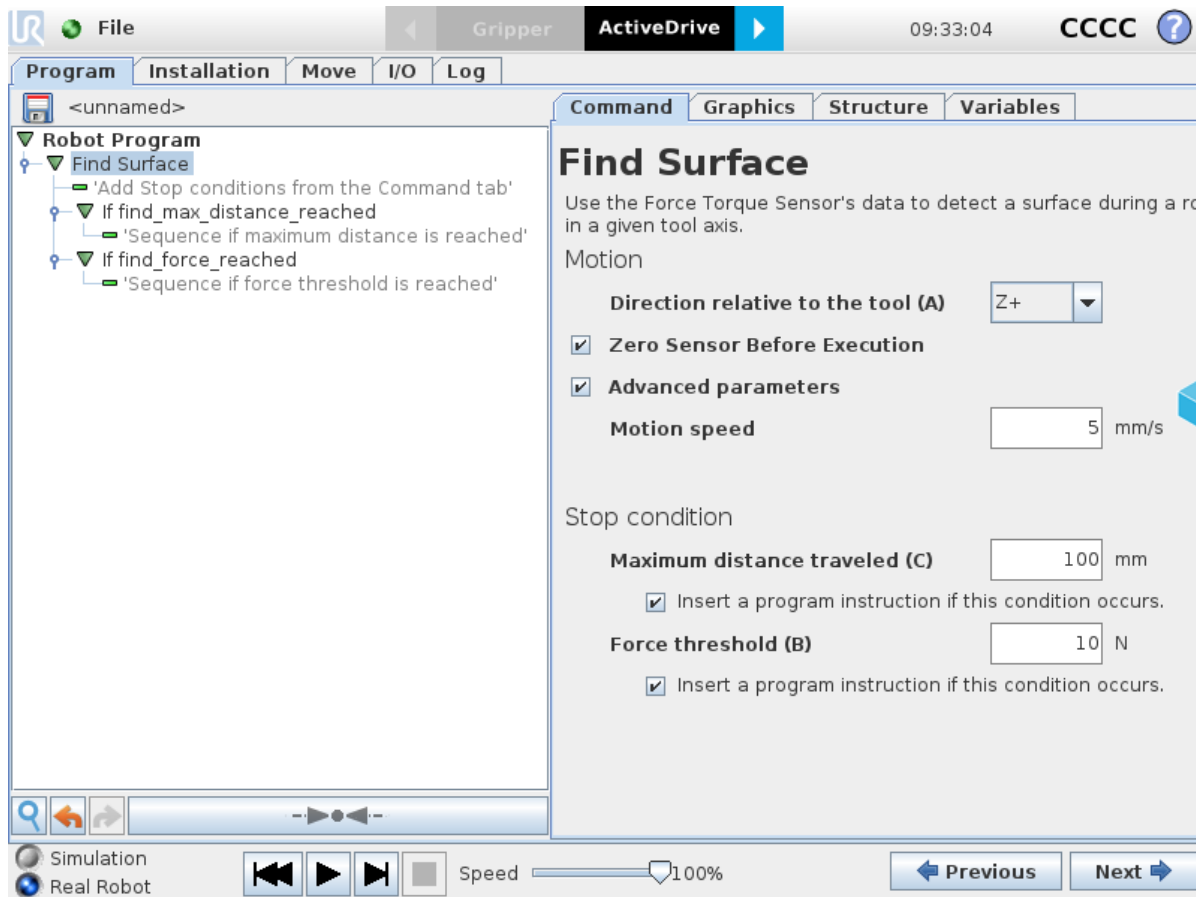 UR File Gripper ActiveDrive 09:33:04 CCCC ?
Program Installation Move I/O Log
<unnamed>
Command Graphics Structure Variables
Robot Program
Find Surface
'Add Stop conditions from the Command tab'
If find_max_distance_reached
'Sequence if maximum distance is reached'
If find_force_reached
'Sequence if force threshold is reached'
Find Surface
Use the Force Torque Sensor's data to detect a surface during a ro
in a given tool axis.
Motion
Direction relative to the tool (A) Z+
Zero Sensor Before Execution
Advanced parameters
Motion speed 5 mm/s
Stop condition
Maximum distance traveled (C) 100 mm
Insert a program instruction if this condition occurs.
Force threshold (B) 10 N
Insert a program instruction if this condition occurs.
Simulation
Real Robot
Speed 100%
Previous
Next